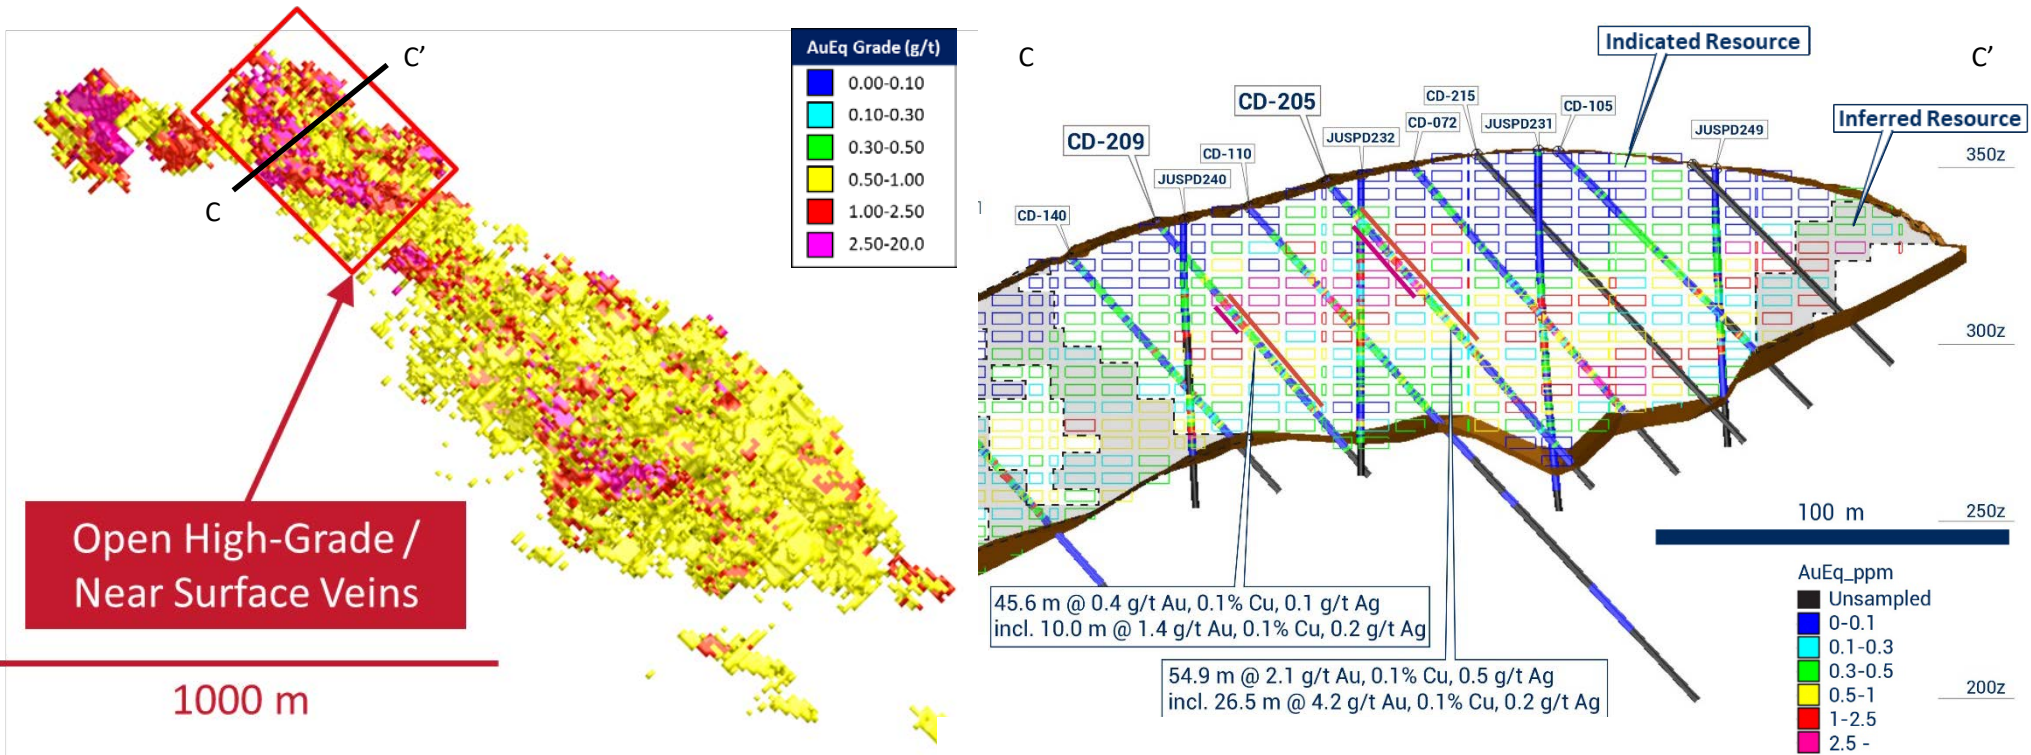 C’
C
AuEq Grade (g/t)
0.00-0.10
0.10-0.30
0.30-0.50
0.50-1.00
1.00-2.50
2.50-20.0
Open High-Grade /
Near Surface Veins
1000 m
C
C’
Indicated Resource
Inferred Resource
CD-205
CD-215
CD-105
JUSPD232
CD-072
JUSPD231
JUSPD249
CD-209
CD-110
JUSPD240
CD-140
350z
300z
250z
200z
100 m
45.6 m @ 0.4 g/t Au, 0.1% Cu, 0.1 g/t Ag
incl. 10.0 m @ 1.4 g/t Au, 0.1% Cu, 0.2 g/t Ag
54.9 m @ 2.1 g/t Au, 0.1% Cu, 0.5 g/t Ag
incl. 26.5 m @ 4.2 g/t Au, 0.1% Cu, 0.2 g/t Ag
AuEq_ppm
Unsampled
0-0.1
0.1-0.3
0.3-0.5
0.5-1
1-2.5
2.5 -